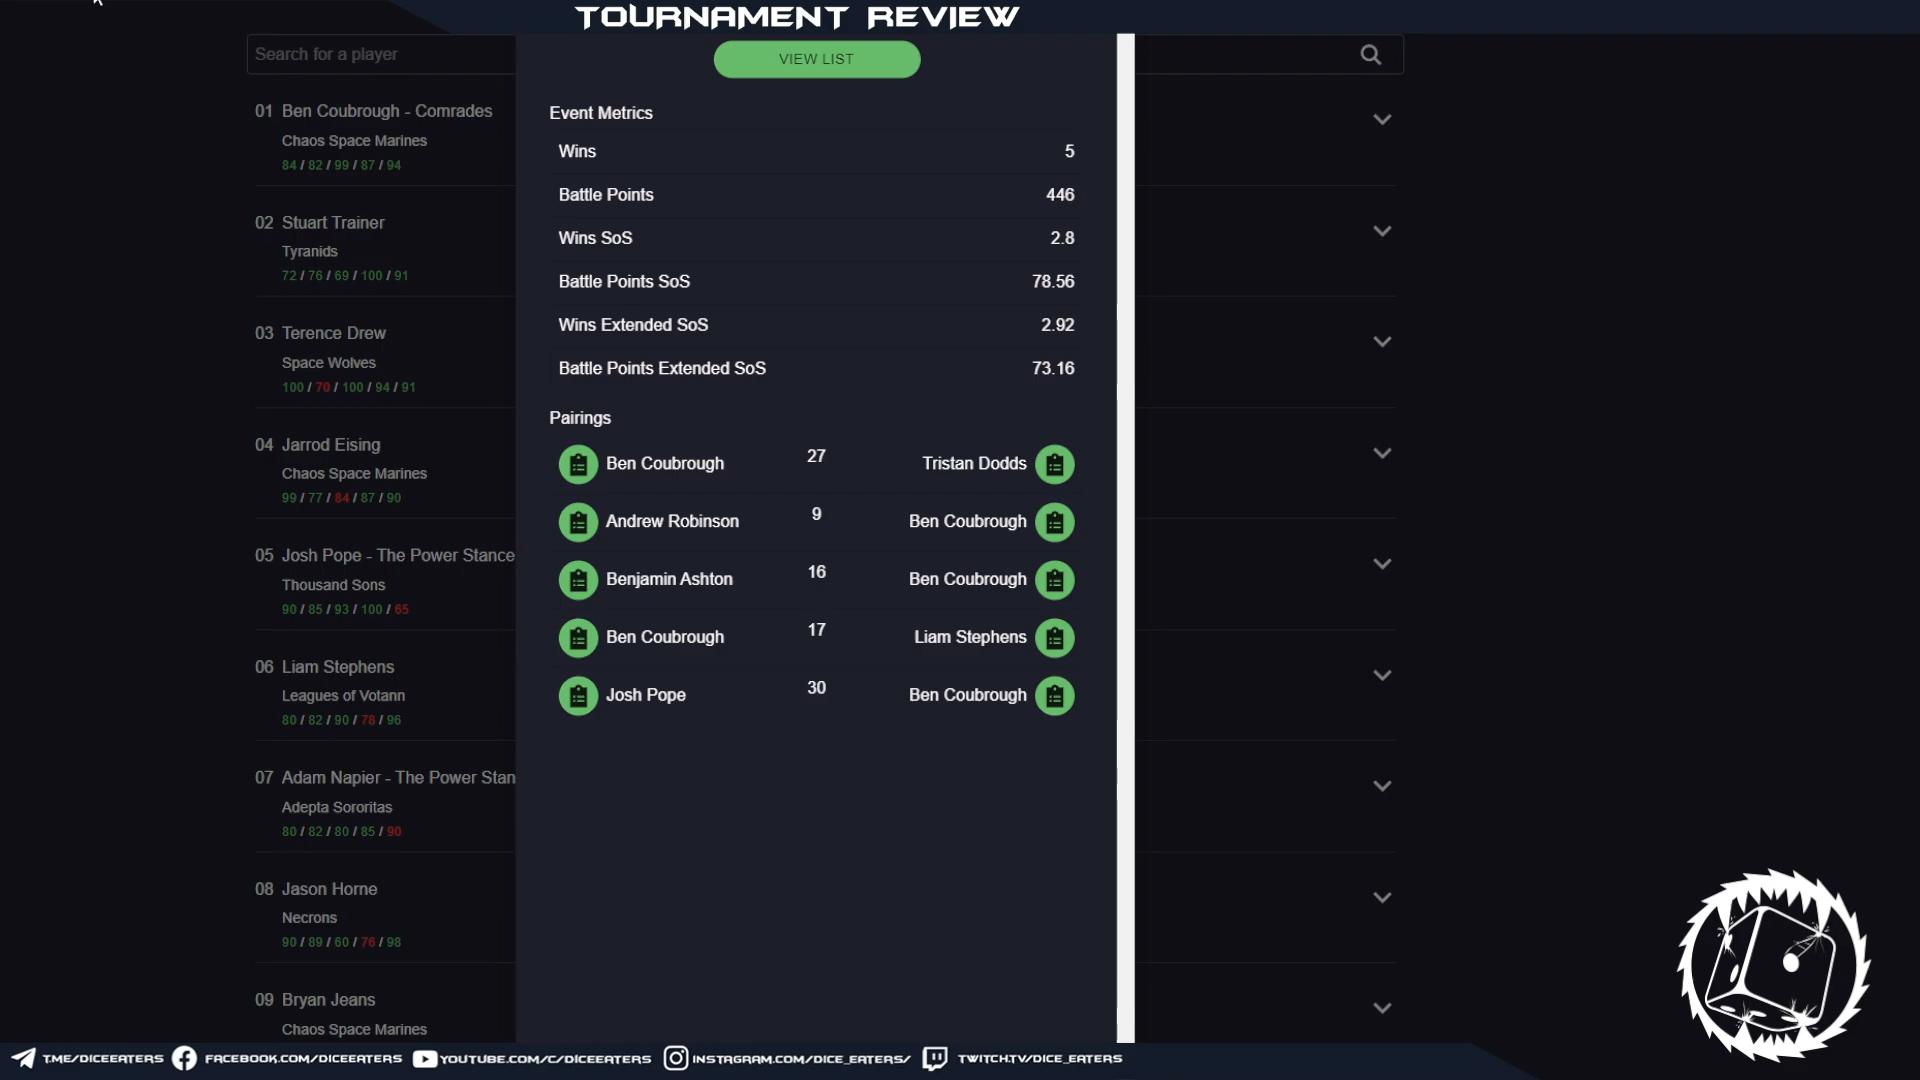 TOURNAMENT REVIEW
Search for a player
VIEW LIST
01 Ben Coubrough - Comrades
Chaos Space Marines
84 / 82 / 99 / 87 / 94
02 Stuart Trainer
Tyranids
72 / 76 / 69 / 100 / 91
03 Terence Drew
Space Wolves
100 / 70 / 100 / 94 / 91
04 Jarrod Eising
Chaos Space Marines
99 / 77 / 84 / 87 / 90
05 Josh Pope - The Power Stance
Thousand Sons
90 / 85 / 93 / 100 / 65
06 Liam Stephens
Leagues of Votann
80 / 82 / 90 / 78 / 96
07 Adam Napier - The Power Stan
Adepta Sororitas
80 / 82 / 80 / 85 / 90
08 Jason Horne
Necrons
90 / 89 / 60 / 76 / 98
09 Bryan Jeans
Chaos Space Marines
Event Metrics
Wins 5
Battle Points 446
Wins SoS 2.8
Battle Points SoS 78.56
Wins Extended SoS 2.92
Battle Points Extended SoS 73.16
Pairings
Ben Coubrough 27 Tristan Dodds
Andrew Robinson 9 Ben Coubrough
Benjamin Ashton 16 Ben Coubrough
Ben Coubrough 17 Liam Stephens
Josh Pope 30 Ben Coubrough
T.ME/DICEEATERS FACEBOOK.COM/DICEEATERS YOUTUBE.COM/C/DICEEATERS INSTAGRAM.COM/DICE_EATERS/ TWITCH.TV/DICE_EATERS